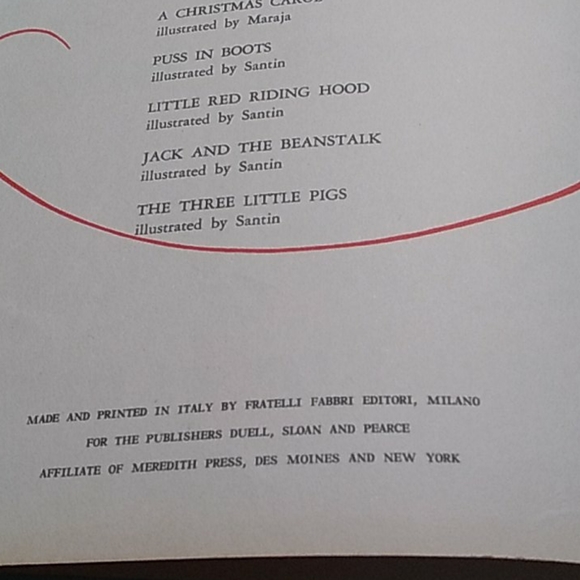 A CHRISTMAS CAROL
illustrated by Maraja
PUSS IN BOOTS
illustrated by Santin
LITTLE RED RIDING HOOD
illustrated by Santin
JACK AND THE BEANSTALK
illustrated by Santin
THE THREE LITTLE PIGS
illustrated by Santin
MADE AND PRINTED IN ITALY BY FRATELLI FABBRI EDITORI, MILANO
FOR THE PUBLISHERS DUELL, SLOAN AND PEARCE
AFFILIATE OF MEREDITH PRESS, DES MOINES AND NEW YORK